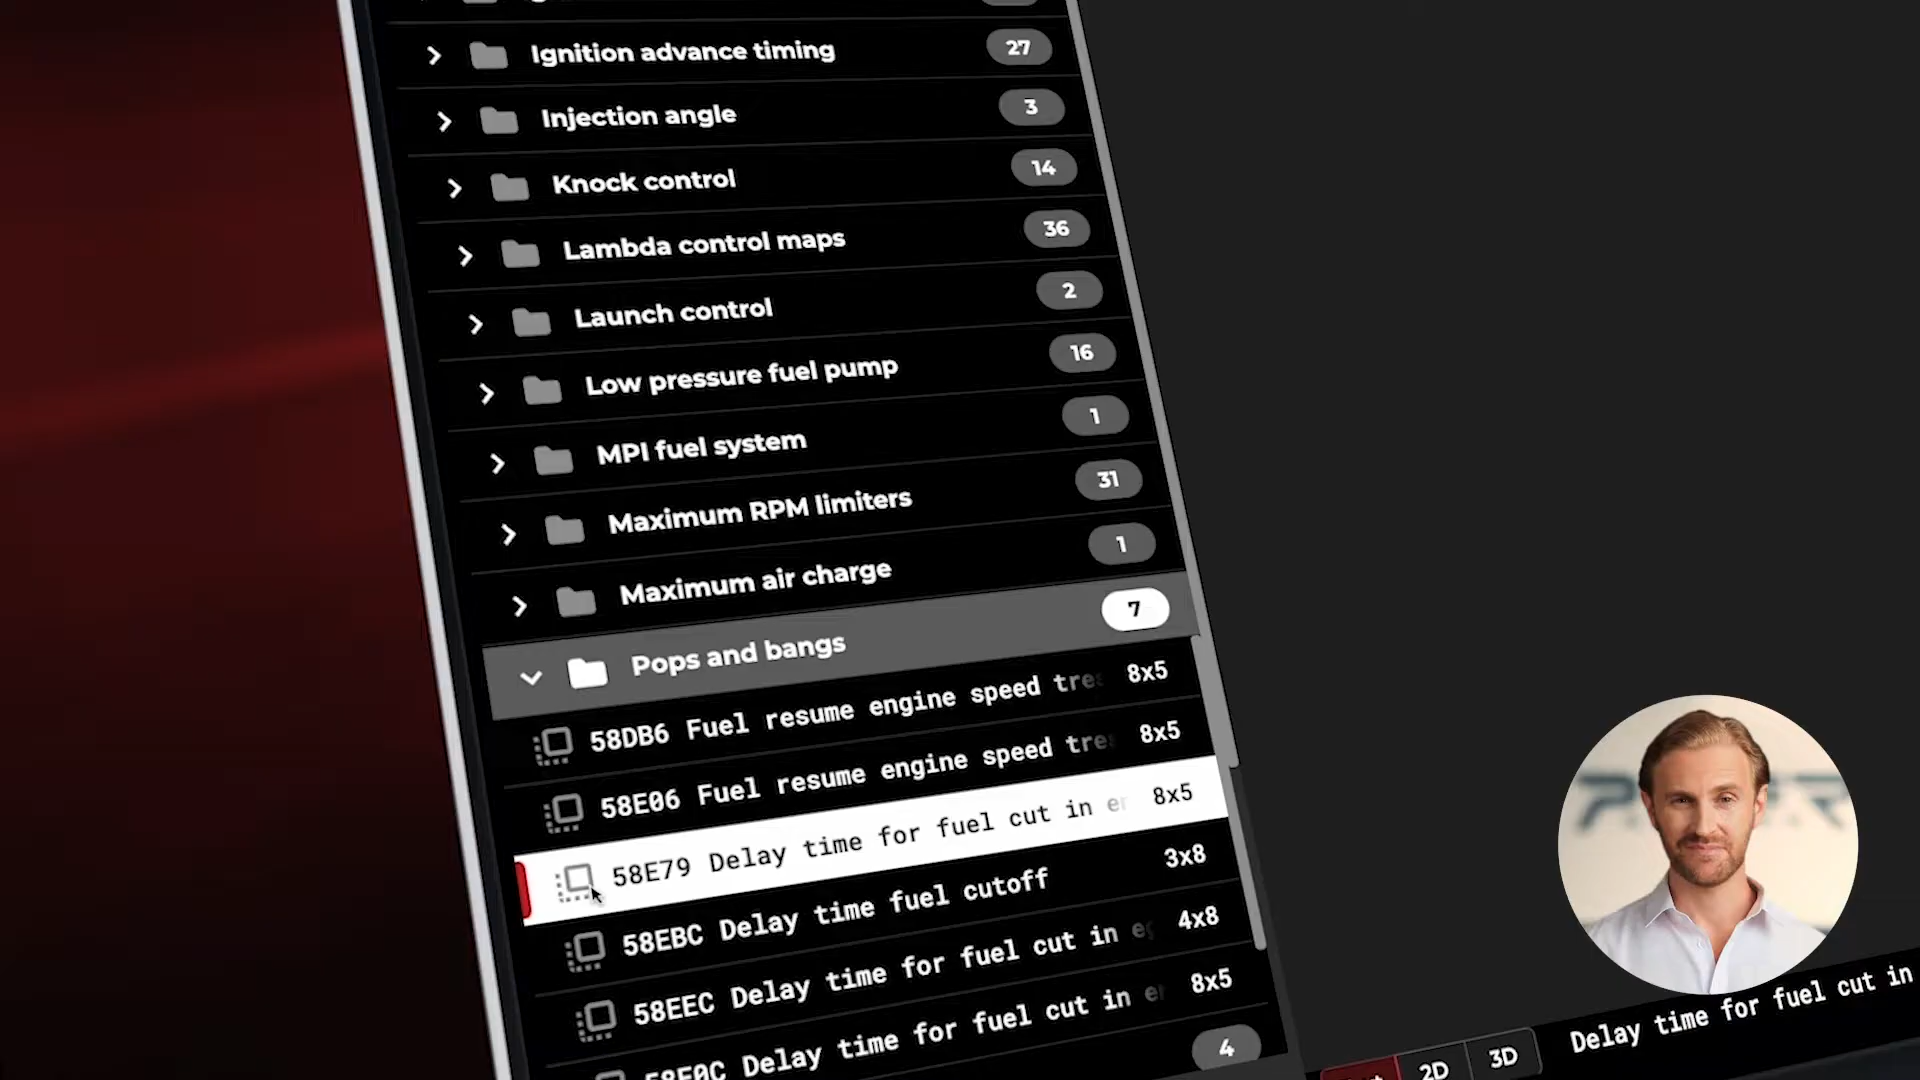 Ignition advance timing 27
Injection angle 3
Knock control 14
Lambda control maps 36
Launch control 2
Low pressure fuel pump 16
MPI fuel system 1
Maximum RPM limiters 31
Maximum air charge 1
Pops and bangs 7
58DB6 Fuel resume engine speed 8x5
58E06 Fuel resume engine speed 8x5
58E79 Delay time for fuel cut in 8x5
58EBC Delay time fuel cutoff 3x8
58EEC Delay time for fuel cut in 4x8
Delay time for fuel cut in 8x5
4
2D 3D Delay time for fuel cut in